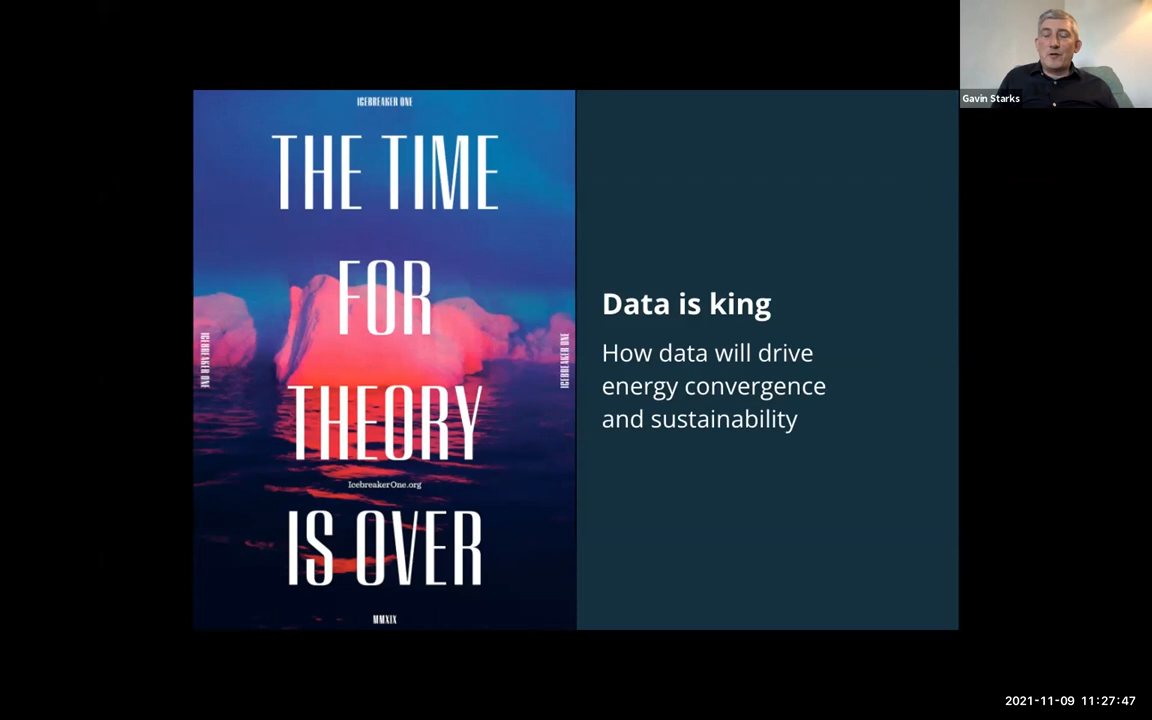 ICEBREAKER ONE
THE TIME
FOR
THEORY
IcebreakerOne.org
IS OVER
MMXIX
ICEBREAKER ONE
ICEBREAKER ONE
Data is king
How data will drive
energy convergence
and sustainability
Gavin Starks
2021-11-09 11:27:47